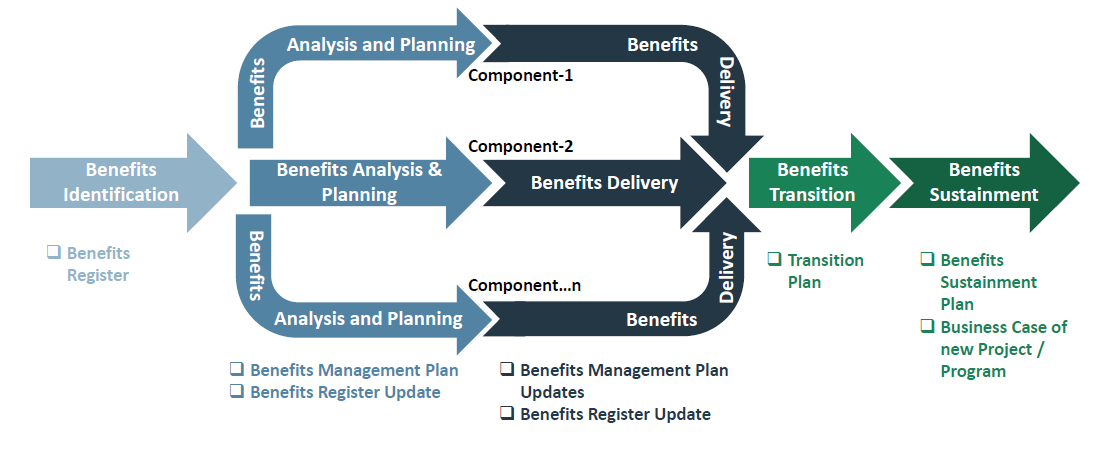 Benefits
Identification
❑ Benefits
Register
Benefits
Analysis and Planning
Benefits
Delivery
Component-1
Component-2
Benefits Analysis &
Planning
Benefits Delivery
Component...n
Benefits
Analysis and Planning
Benefits
Delivery
❑ Benefits Management Plan
❑ Benefits Register Update
❑ Benefits Management Plan
Updates
❑ Benefits Register Update
Benefits
Transition
❑ Transition
Plan
Benefits
Sustainment
❑ Benefits
Sustainment
Plan
❑ Business Case of
new Project /
Program